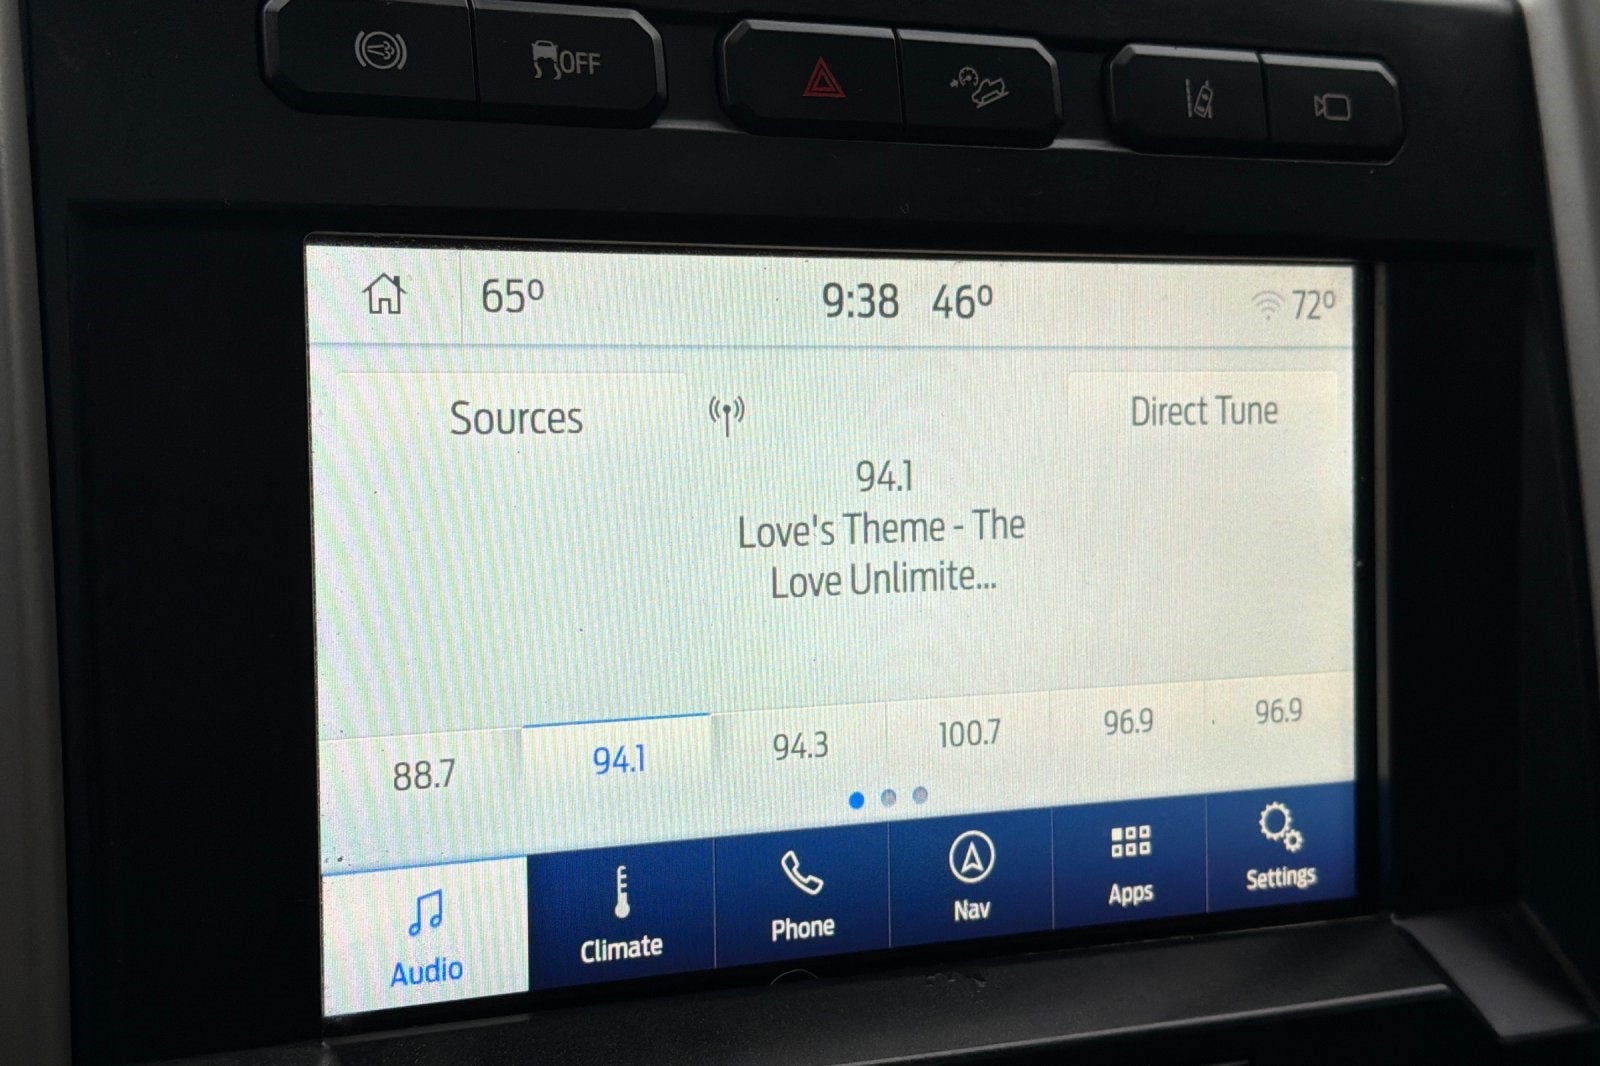 OFF
65º 9:38 46º 72º
Sources Direct Tune
94.1
Love's Theme - The
Love Unlimite...
88.7 94.1 94.3 100.7 96.9 96.9
Audio Climate Phone Nav Apps Settings